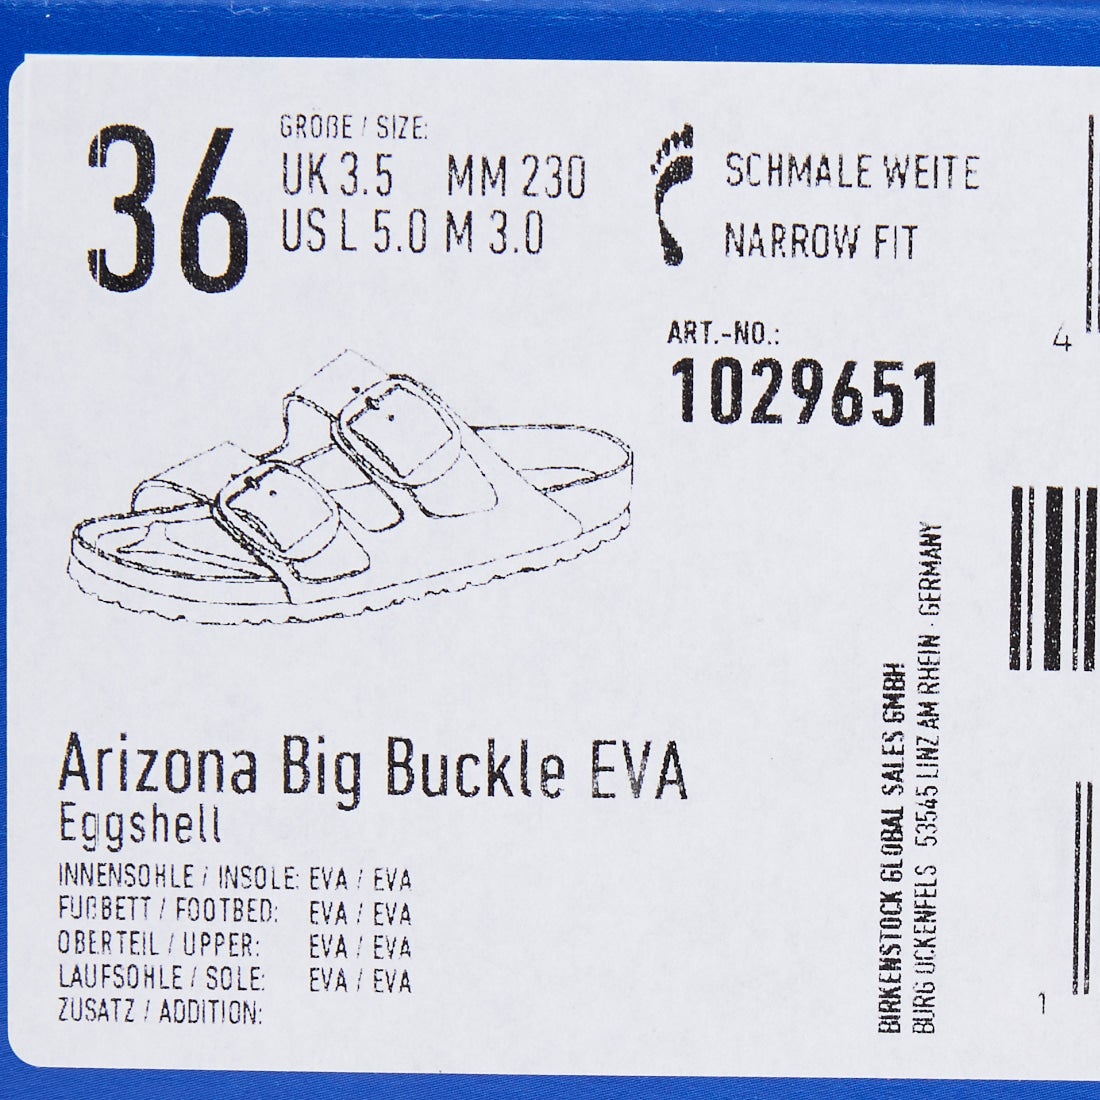 36
GRÖßE / SIZE:
UK 3.5 MM 230
US L 5.0 M 3.0
SCHMALE WEITE
NARROW FIT
ART.-NO.:
1029651
4
Arizona Big Buckle EVA
Eggshell
INNENSOHLE / INSOLE: EVA / EVA
FUßBETT / FOOTBED: EVA / EVA
OBERTEIL / UPPER: EVA / EVA
LAUFSOHLE / SOLE: EVA / EVA
ZUSATZ / ADDITION:
BIRKENSTOCK GLOBAL SALES GMBH
BURG OCKENFELS 53545 LINZ AM RHEIN · GERMANY
1